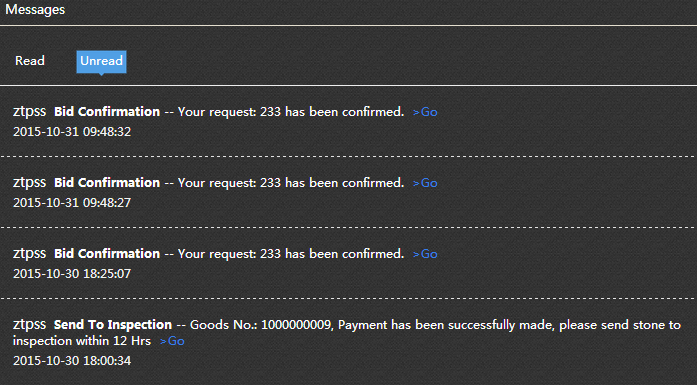 Messages
Read Unread
ztpss Bid Confirmation -- Your request: 233 has been confirmed. >Go
2015-10-31 09:48:32
ztpss Bid Confirmation -- Your request: 233 has been confirmed. >Go
2015-10-31 09:48:27
ztpss Bid Confirmation -- Your request: 233 has been confirmed. >Go
2015-10-30 18:25:07
ztpss Send To Inspection -- Goods No.: 1000000009, Payment has been successfully made, please send stone to
inspection within 12 Hrs >Go
2015-10-30 18:00:34